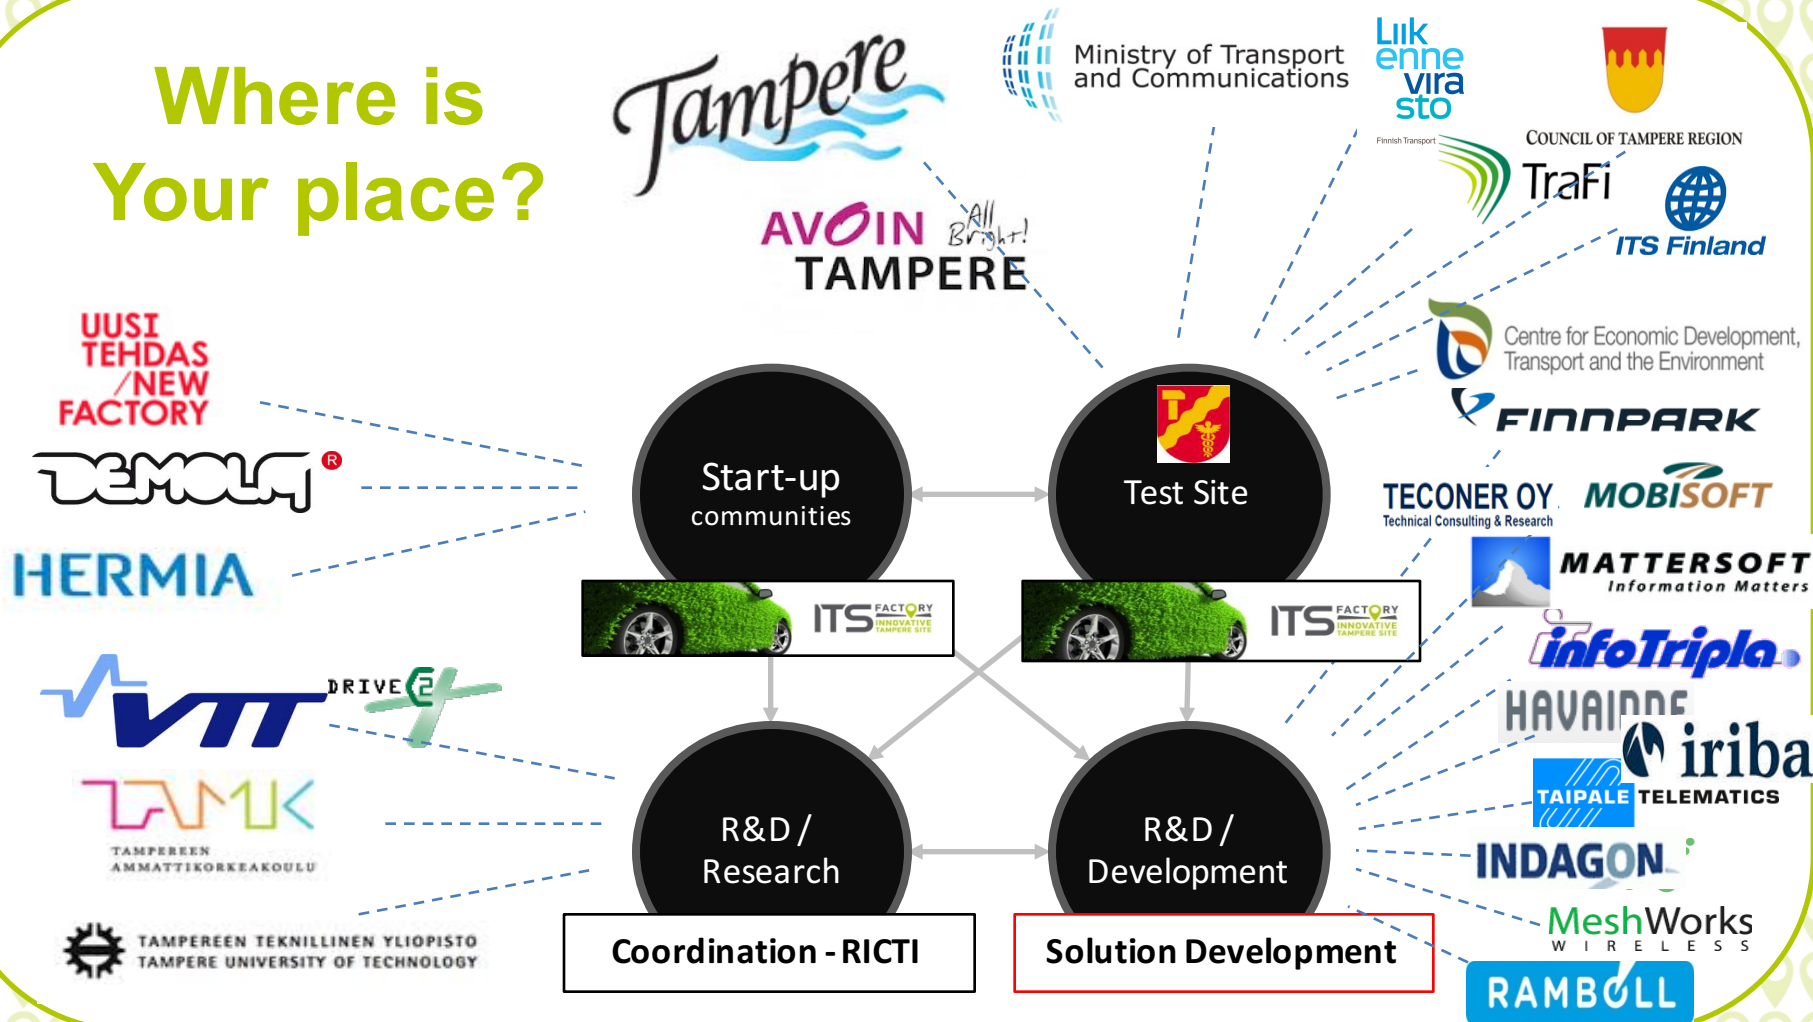 Where is
Your place?
Tampere
AVOIN All Bright!
TAMPERE
Ministry of Transport
and Communications
Liik
enne
vira
sto
Finnish Transport
COUNCIL OF TAMPERE REGION
TraFi
ITS Finland
Centre for Economic Development,
Transport and the Environment
FINNPARK
TECONER OY
Technical Consulting & Research
MOBISOFT
MATTERSOFT
Information Matters
infoTripla
HAVAINNE
iriba
TAIPALE TELEMATICS
INDAGON
MeshWorks
WIRELESS
RAMBOLL
UUSI
TEHDAS
/NEW
FACTORY
DEMOLA ®
HERMIA
VTT
DRIVE C2X
TAMK
TAMPEREEN
AMMATTIKORKEAKOULU
TAMPEREEN TEKNILLINEN YLIOPISTO
TAMPERE UNIVERSITY OF TECHNOLOGY
Start-up
communities
Test Site
ITS FACTORY
INNOVATIVE
TAMPERE SITE
ITS FACTORY
INNOVATIVE
TAMPERE SITE
R&D /
Research
R&D /
Development
Coordination - RICTI
Solution Development